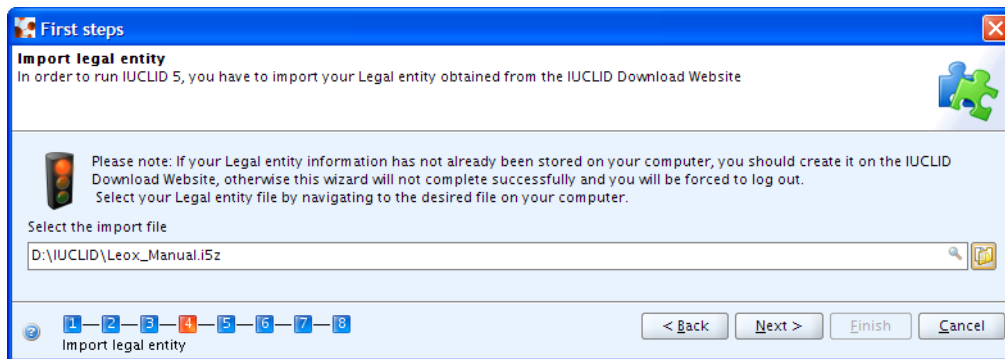 First steps
Import legal entity
In order to run IUCLID 5, you have to import your Legal entity obtained from the IUCLID Download Website
Please note: If your Legal entity information has not already been stored on your computer, you should create it on the IUCLID
Download Website, otherwise this wizard will not complete successfully and you will be forced to log out.
Select your Legal entity file by navigating to the desired file on your computer.
Select the import file
D:\IUCLID\Leox_Manual.i5z
1 2 3 4 5 6 7 8
Import legal entity
< Back Next > Finish Cancel